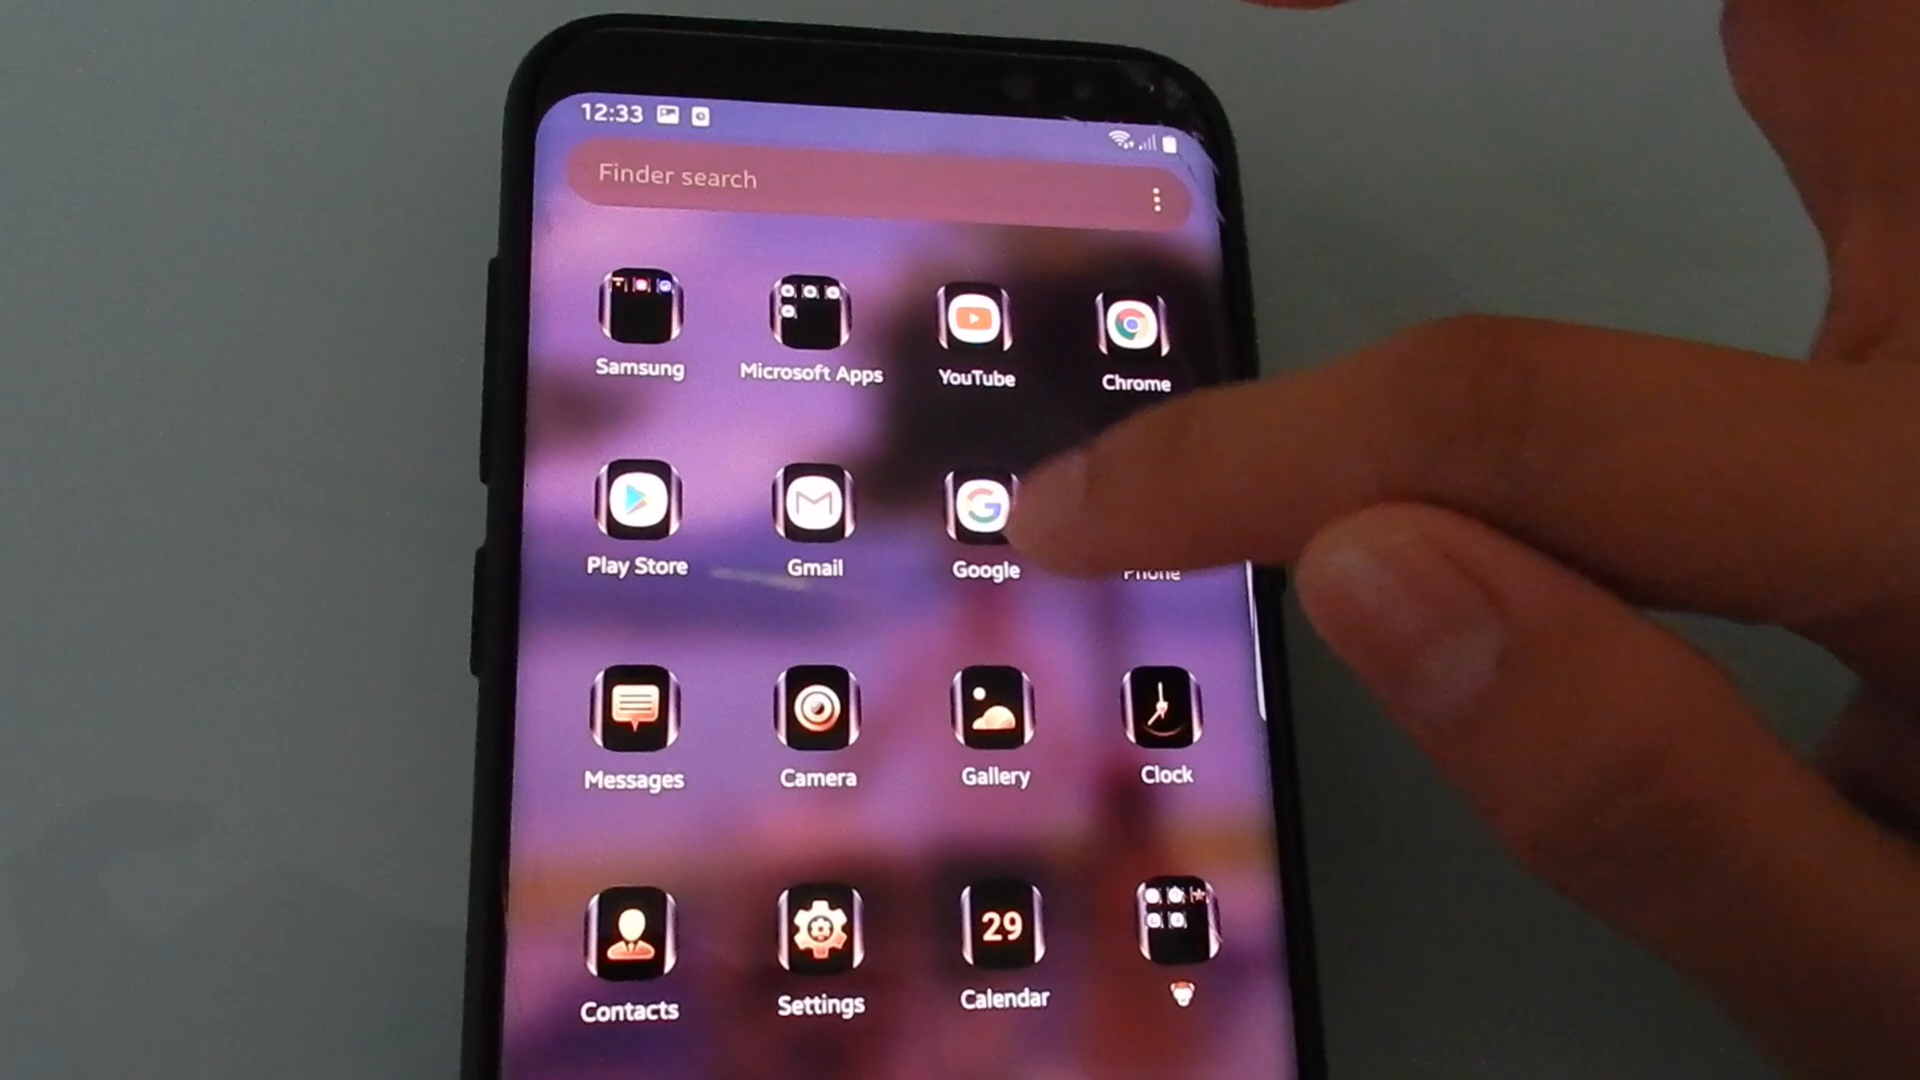 12:33
Finder search
Samsung
Microsoft Apps
YouTube
Chrome
Play Store
Gmail
Google
Phone
Messages
Camera
Gallery
Clock
Contacts
Settings
29
Calendar